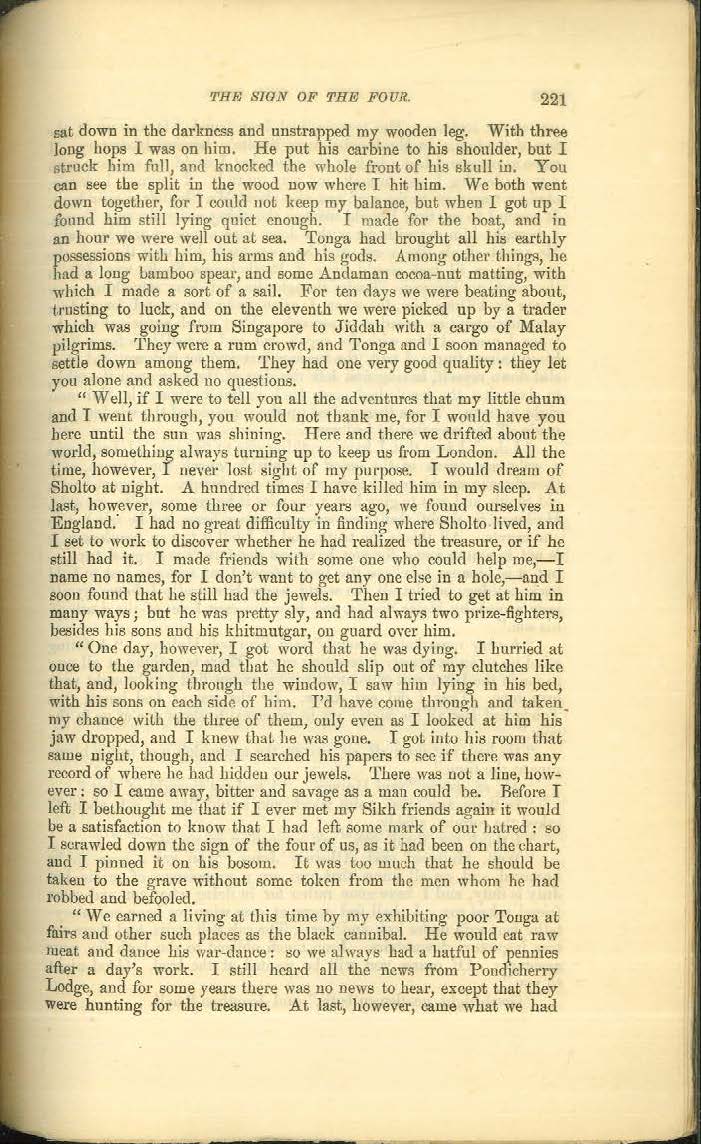 THE SIGN OF THE FOUR. 221
sat down in the darkness and unstrapped my wooden leg. With three
long hops I was on him. He put his carbine to his shoulder, but I
struck him full, and knocked the whole front of his skull in. You
can see the split in the wood now where I hit him. We both went
down together, for I could not keep my balance, but when I got up I
found him still lying quiet enough. I made for the boat, and in
an hour we were well out at sea. Tonga had brought all his earthly
possessions with him, his arms and his gods. Among other things, he
had a long bamboo spear, and some Andaman cocoa-nut matting, with
which I made a sort of a sail. For ten days we were beating about,
trusting to luck, and on the eleventh we were picked up by a trader
which was going from Singapore to Jiddah with a cargo of Malay
pilgrims. They were a rum crowd, and Tonga and I soon managed to
settle down among them. They had one very good quality : they let
you alone and asked no questions.
“ Well, if I were to tell you all the adventures that my little chum
and I went through, you would not thank me, for I would have you
here until the sun was shining. Here and there we drifted about the
world, something always turning up to keep us from London. All the
time, however, I never lost sight of my purpose. I would dream of
Sholto at night. A hundred times I have killed him in my sleep. At
last, however, some three or four years ago, we found ourselves in
England. I had no great difficulty in finding where Sholto lived, and
I set to work to discover whether he had realized the treasure, or if he
still had it. I made friends with some one who could help me,—I
name no names, for I don’t want to get any one else in a hole,—and I
soon found that he still had the jewels. Then I tried to get at him in
many ways ; but he was pretty sly, and had always two prize-fighters,
besides his sons and his khitmutgar, on guard over him.
“ One day, however, I got word that he was dying. I hurried at
once to the garden, mad that he should slip out of my clutches like
that, and, looking through the window, I saw him lying in his bed,
with his sons on each side of him. I’d have come through and taken
my chance with the three of them, only even as I looked at him his
jaw dropped, and I knew that he was gone. I got into his room that
same night, though, and I searched his papers to see if there was any
record of where he had hidden our jewels. There was not a line, how-
ever : so I came away, bitter and savage as a man could be. Before I
left I bethought me that if I ever met my Sikh friends again it would
be a satisfaction to know that I had left some mark of our hatred : so
I scrawled down the sign of the four of us, as it had been on the chart,
and I pinned it on his bosom. It was too much that he should be
taken to the grave without some token from the men whom he had
robbed and befooled.
“ We earned a living at this time by my exhibiting poor Tonga at
fairs and other such places as the black cannibal. He would eat raw
meat and dance his war-dance : so we always had a hatful of pennies
after a day’s work. I still heard all the news from Pondicherry
Lodge, and for some years there was no news to hear, except that they
were hunting for the treasure. At last, however, came what we had